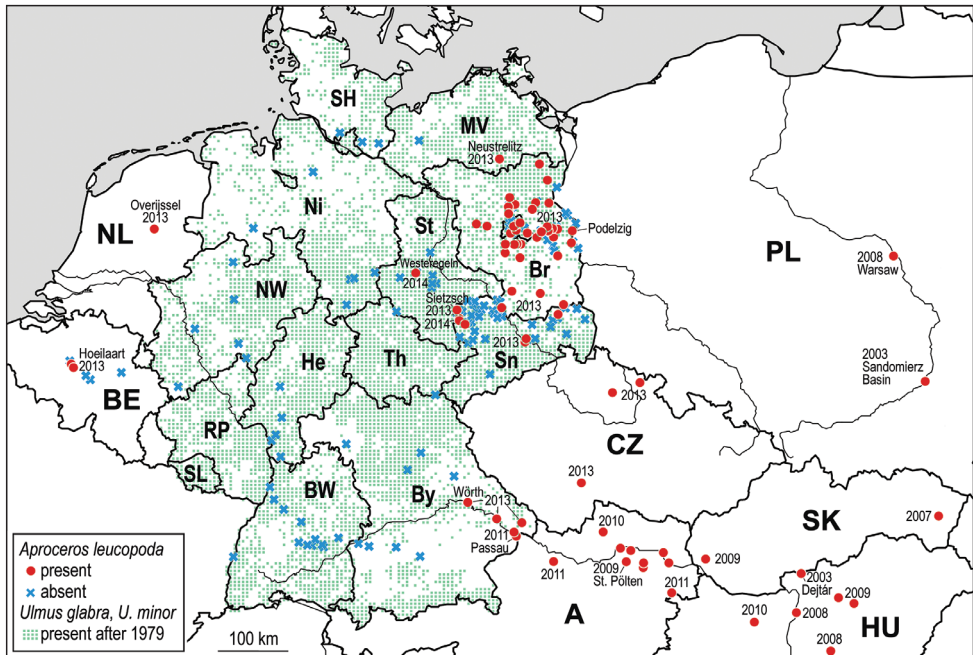 SH
MV
Neustrelitz
2013
Overijssel
2013
NL
Ni
St
2013
Podelzig
PL
2008
Warsaw
Westeregeln
2014
Br
NW
Sietzsch
2013
2014
2013
2013
Sn
Hoeilaart
2013
BE
He
Th
2003
Sandomierz
Basin
2013
RP
CZ
SL
BW
By
Wörth
2013
2013
2011
Passau
2010
SK
2007
2011
2009
St. Pölten
2009
2011
2003
Dejtár
2009
2010
2008
A
HU
2008
Aproceros leucopoda
present
absent
Ulmus glabra, U. minor
present after 1979
100 km